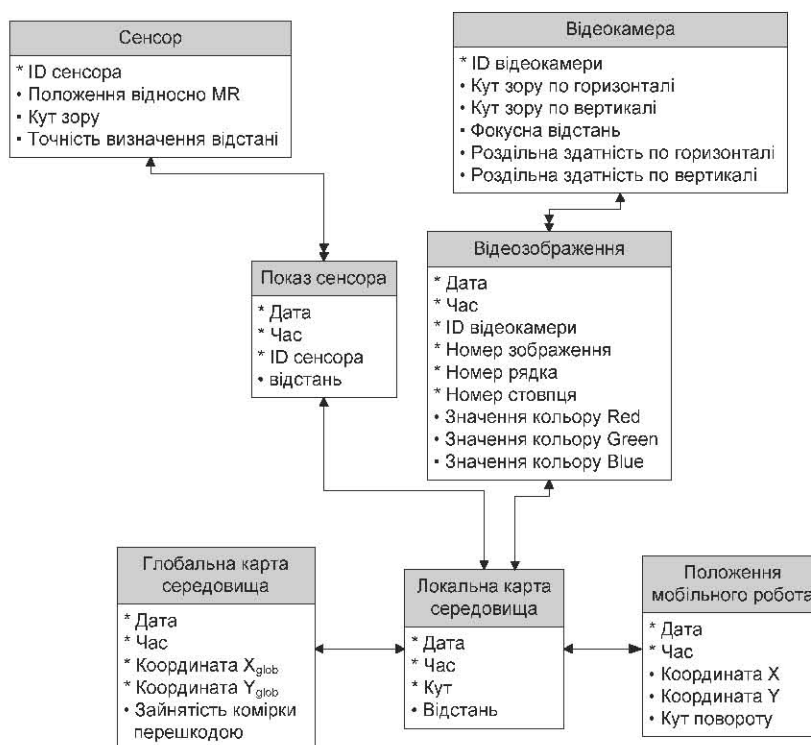 Сенсор
* ID сенсора
• Положення відносно MR
• Кут зору
• Точність визначення відстані
Відеокамера
* ID відеокамери
• Кут зору по горизонталі
• Кут зору по вертикалі
• Фокусна відстань
• Роздільна здатність по горизонталі
• Роздільна здатність по вертикалі
Показ сенсора
* Дата
* Час
* ID сенсора
• відстань
Відеозображення
* Дата
* Час
* ID відеокамери
* Номер зображення
* Номер рядка
* Номер стовпця
• Значення кольору Red
• Значення кольору Green
• Значення кольору Blue
Глобальна карта
середовища
* Дата
* Час
* Координата Xglob
* Координата Yglob
• Зайнятість комірки
перешкодою
Локальна карта
середовища
* Дата
* Час
* Кут
• Відстань
Положення
мобільного робота
* Дата
* Час
• Координата X
• Координата Y
• Кут повороту